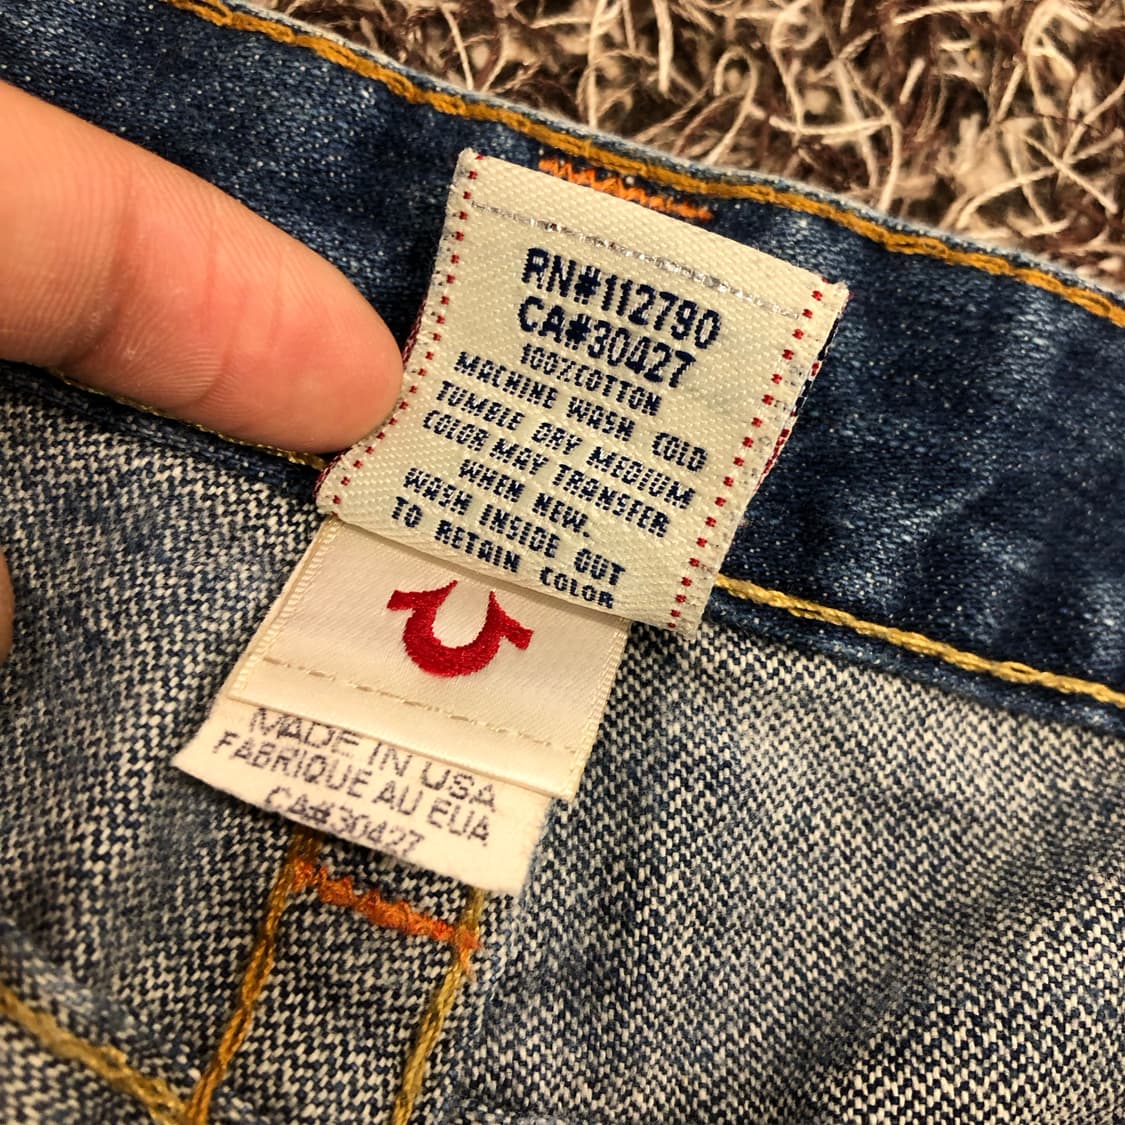 RN#112790
CA#30427
100%COTTON
MACHINE WASH COLD
TUMBLE DRY MEDIUM
COLOR MAY TRANSFER
WHEN NEW.
WASH INSIDE OUT
TO RETAIN COLOR
MADE IN USA
FABRIQUE AU EUA
CA#30427